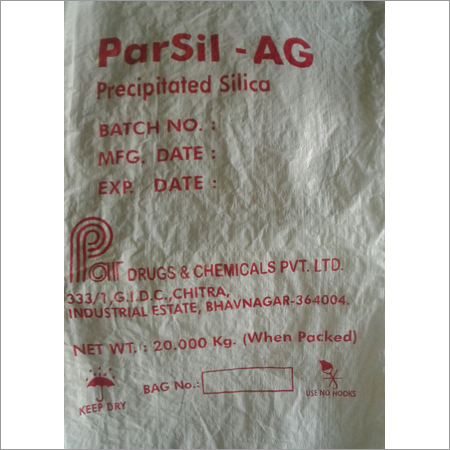 ParSil - AG
Precipitated Silica
BATCH NO. :
MFG. DATE :
EXP. DATE :
Par DRUGS & CHEMICALS PVT. LTD.
333/1, G.I.D.C., CHITRA,
INDUSTRIAL ESTATE, BHAVNAGAR-364004.
NET WT. : 20.000 Kg. (When Packed)
KEEP DRY
BAG No.:
USE NO HOOKS